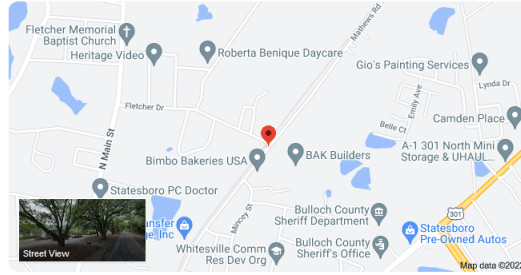 Fletcher Memorial
Baptist Church
Heritage Video
Roberta Benique Daycare
Mathews Rd
Gio's Painting Services
Lynda Dr
Emily Ave
Fletcher Dr
N Main St
Belle Ct
Camden Place
A-1 301 North Mini
Storage & UHAUL...
Bimbo Bakeries USA
BAK Builders
Statesboro PC Doctor
Mincey St
Bulloch County
Sheriff Department
301
Statesboro
Pre-Owned Autos
Whitesville Comm
Res Dev Org
Bulloch County
Sheriff's Office
Street View
Map data ©2022